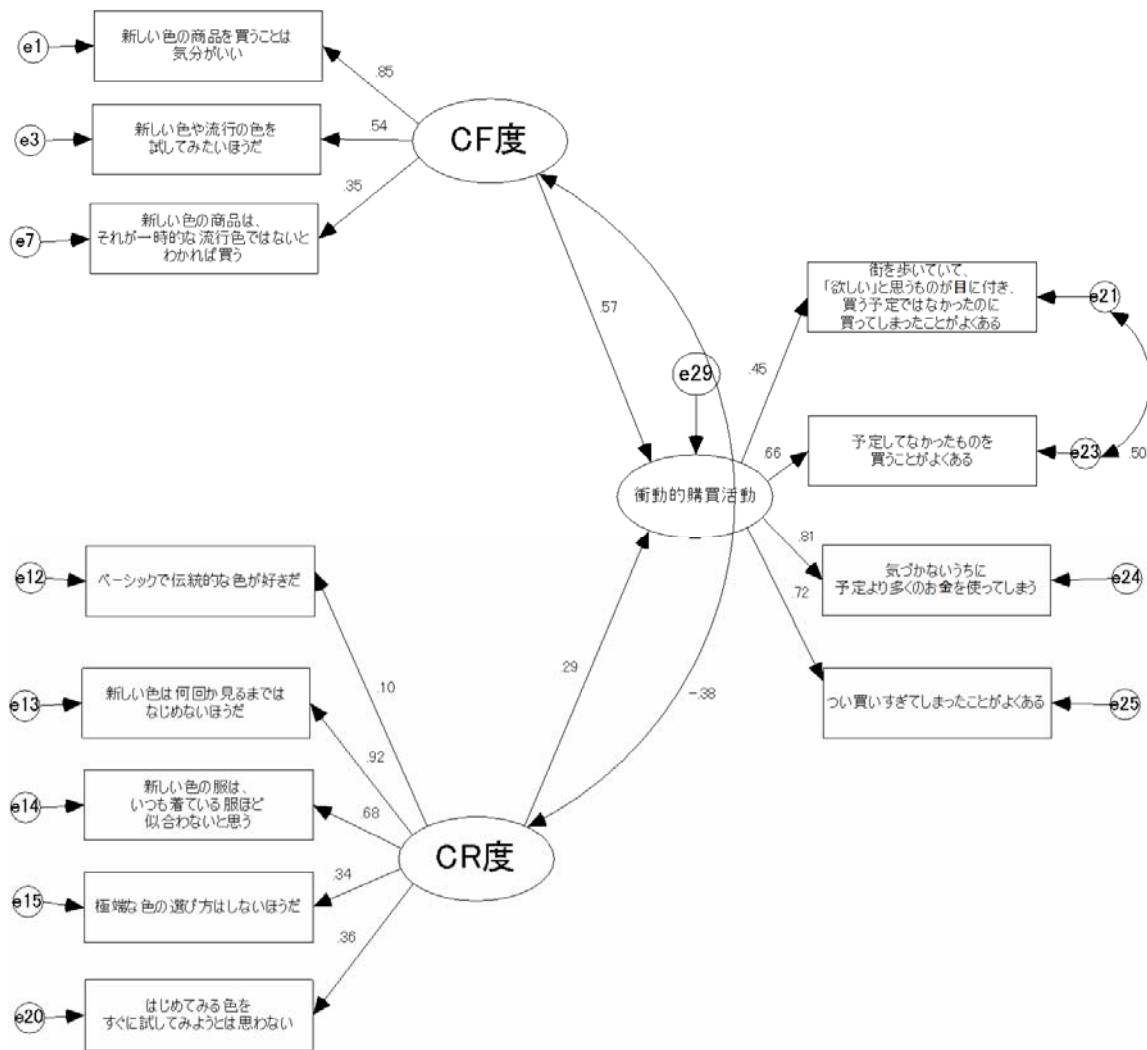 e1
新しい色の商品を買うことは
気分がいい
.85
e3
新しい色や流行の色を
試してみたいほうだ
.54
CF度
e7
新しい色の商品は、
それが一時的な流行色ではないと
わかれば買う
.35
.57
e29
街を歩いていて、
「欲しい」と思うものが目に付き、
買う予定ではなかったのに
買ってしまったことがよくある
e21
.45
予定してなかったものを
買うことがよくある
e23
.50
.66
衝動的購買活動
.81
気づかないうちに
予定より多くのお金を使ってしまう
e24
.72
つい買いすぎてしまったことがよくある
e25
.29
-.38
e12
ベーシックで伝統的な色が好きだ
.10
e13
新しい色は何回か見るまでは
なじめないほうだ
.92
e14
新しい色の服は、
いつも着ている服ほど
似合わないと思う
.68
CR度
e15
極端な色の選び方はしないほうだ
.34
.36
e20
はじめてみる色を
すぐに試してみようとは思わない